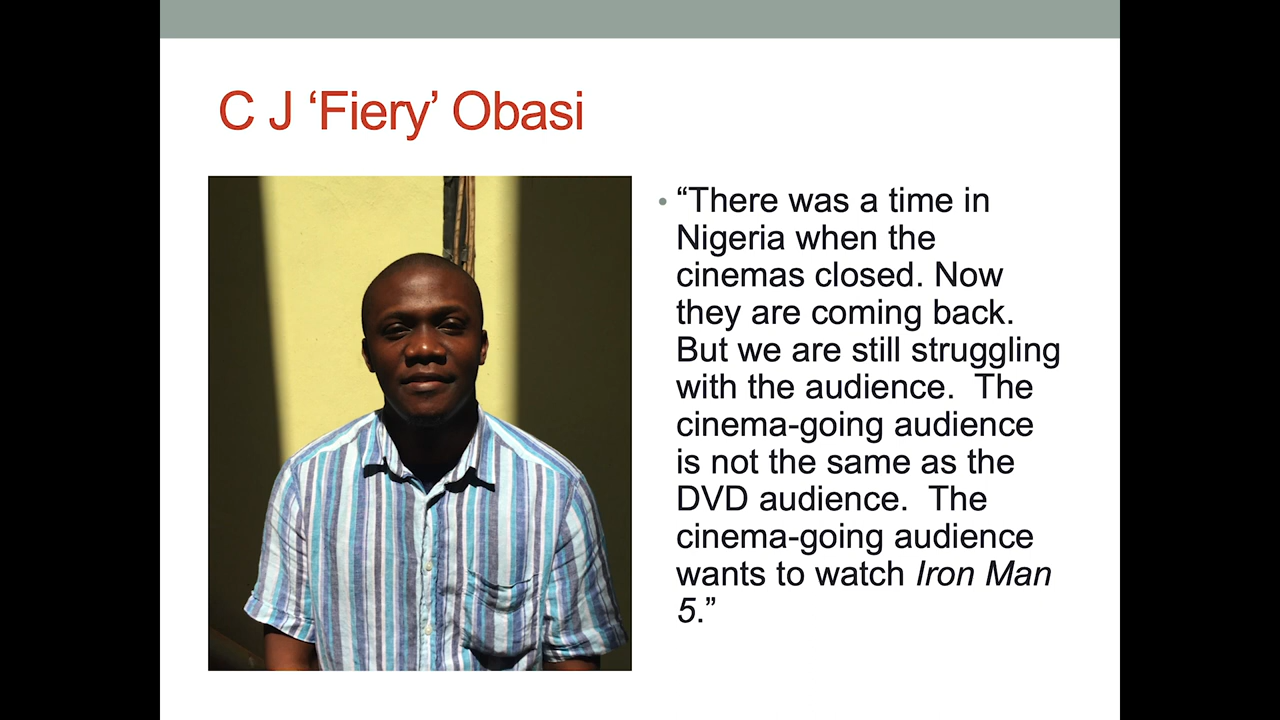 C J ‘Fiery’ Obasi
• “There was a time in
Nigeria when the
cinemas closed. Now
they are coming back.
But we are still struggling
with the audience.  The
cinema-going audience
is not the same as the
DVD audience.  The
cinema-going audience
wants to watch Iron Man
5.”